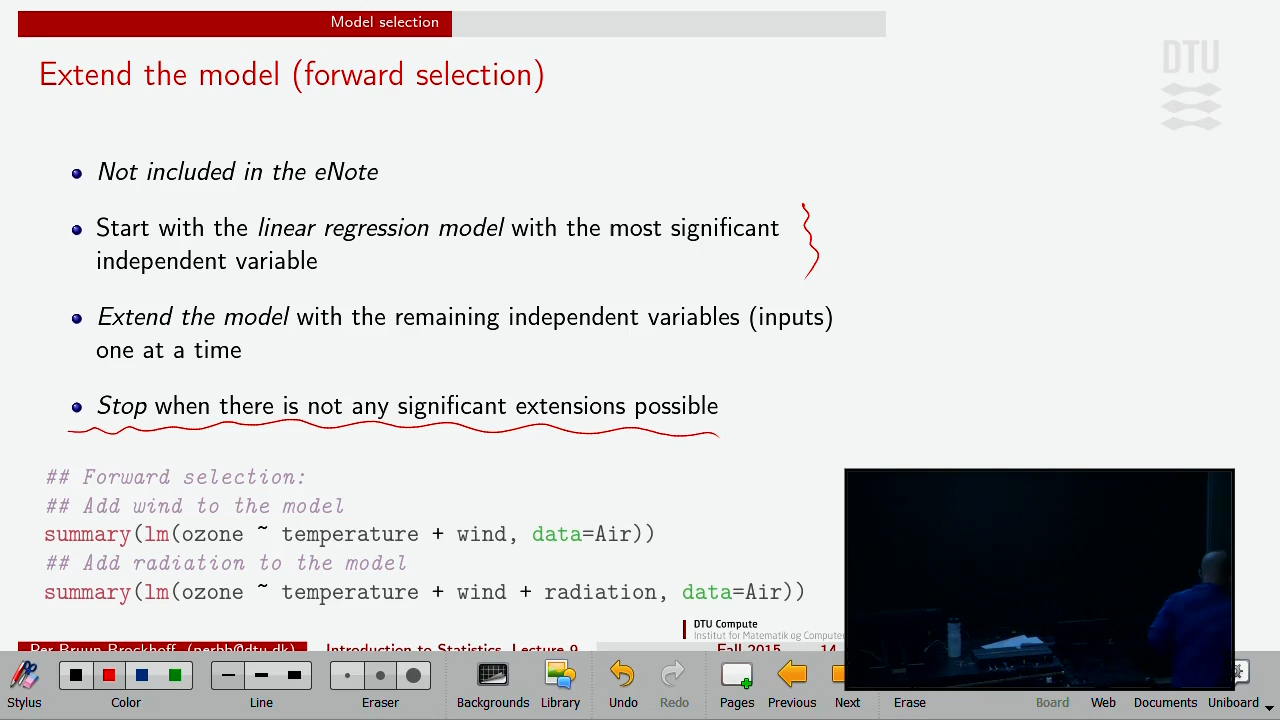 Model selection
Extend the model (forward selection)
DTU
Not included in the eNote
Start with the linear regression model with the most significant
independent variable
Extend the model with the remaining independent variables (inputs)
one at a time
Stop when there is not any significant extensions possible
## Forward selection:
## Add wind to the model
summary(lm(ozone ~ temperature + wind, data=Air))
## Add radiation to the model
summary(lm(ozone ~ temperature + wind + radiation, data=Air))
DTU Compute
Institut for Matematik og Computer
Per Bruun Brockhoff (perbb@dtu.dk) Introduction to Statistics, Lecture 9 Fall 2015 14
Stylus Color Line Eraser Backgrounds Library Undo Redo Pages Previous Next Erase Board Web Documents Uniboard